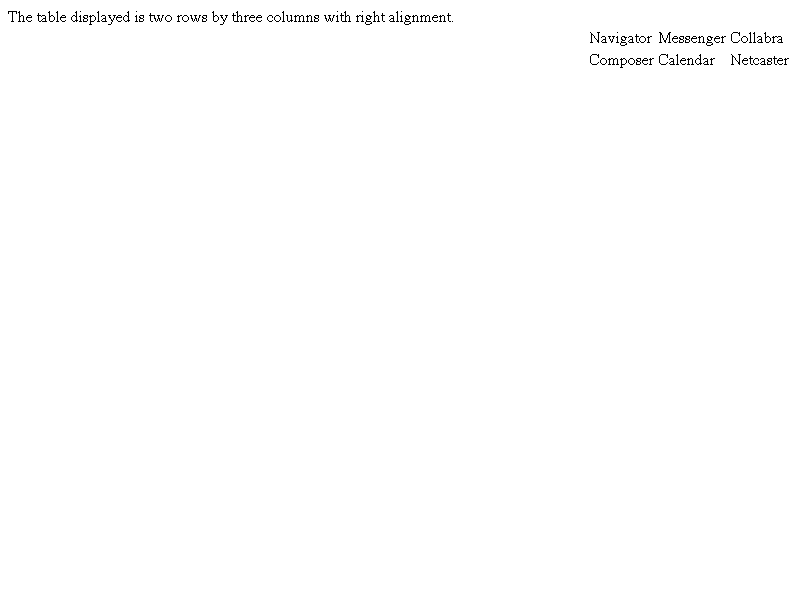 The table displayed is two rows by three columns with right alignment.
Navigator Messenger Collabra
Composer Calendar Netcaster